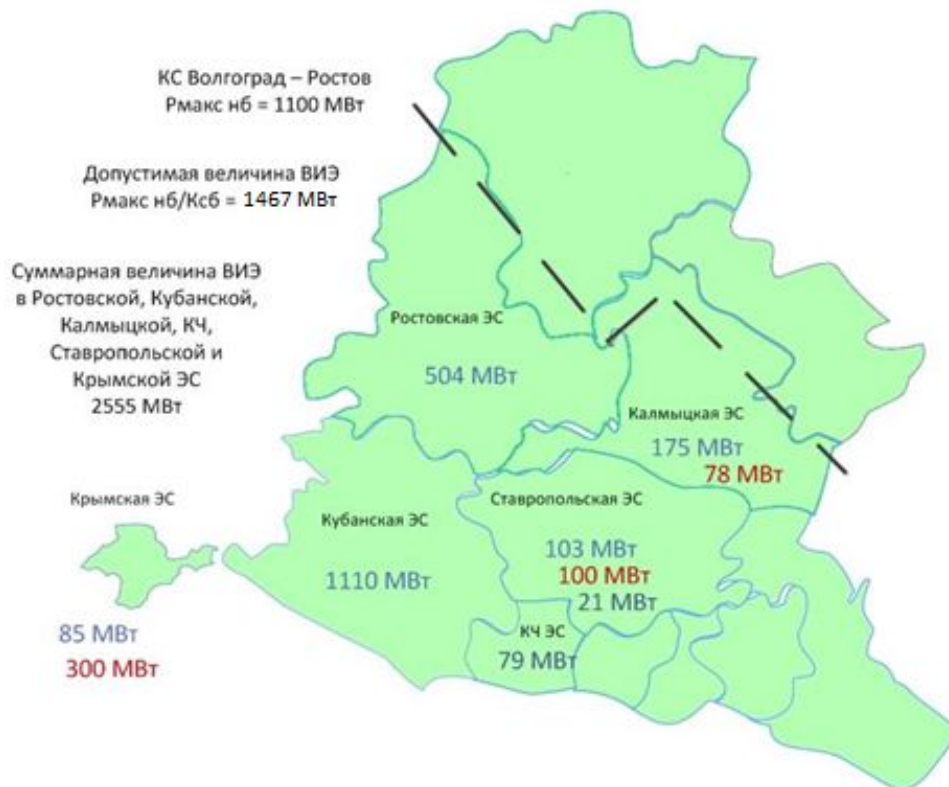 КС Волгоград – Ростов
Рмакс нб = 1100 МВт
Допустимая величина ВИЭ
Рмакс нб/Ксб = 1467 МВт
Суммарная величина ВИЭ
в Ростовской, Кубанской,
Калмыцкой, КЧ,
Ставропольской и
Крымской ЭС
2555 МВт
Ростовская ЭС
504 МВт
Калмыцкая ЭС
175 МВт
78 МВт
Крымская ЭС
85 МВт
300 МВт
Кубанская ЭС
1110 МВт
Ставропольская ЭС
103 МВт
100 МВт
21 МВт
КЧ ЭС
79 МВт